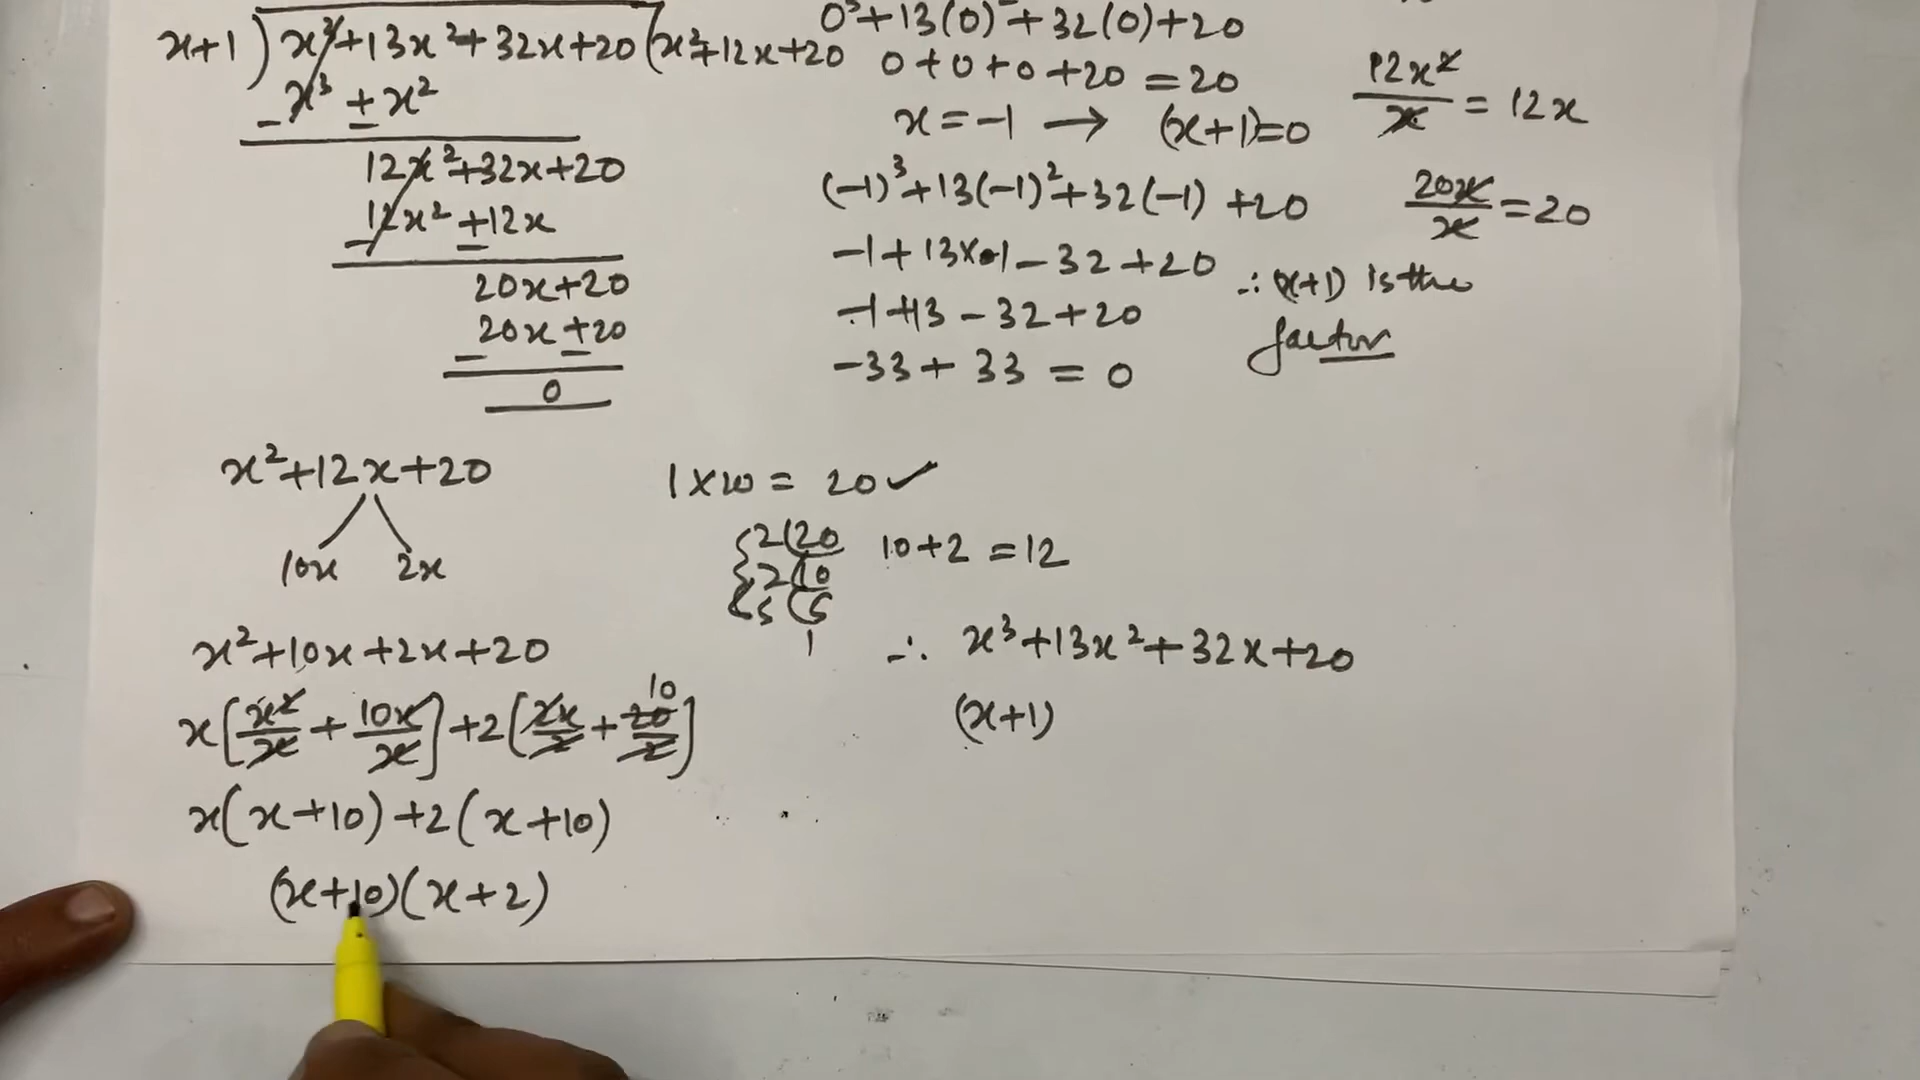 x+1)x³+13x²+32x+20(x²+12x+20
-x³+x²
12x²+32x+20
12x²+12x
20x+20
20x+20
0
0³+13(0)²+32(0)+20
0+0+0+20=20
x=-1→(x+1)=0
(-1)³+13(-1)²+32(-1)+20
-1+13×1-32+20
-1+13-32+20
-33+33=0
12x²/x=12x
20x/x=20
∴(x+1) is the
factor
x²+12x+20
10x 2x
x²+10x+2x+20
x[x²/x+10x/x]+2[2x/2+20/2]
10
x(x+10)+2(x+10)
(x+10)(x+2)
1×20=20✓
2(20
2(10
5(5
1
10+2=12
∴ x³+13x²+32x+20
(x+1)